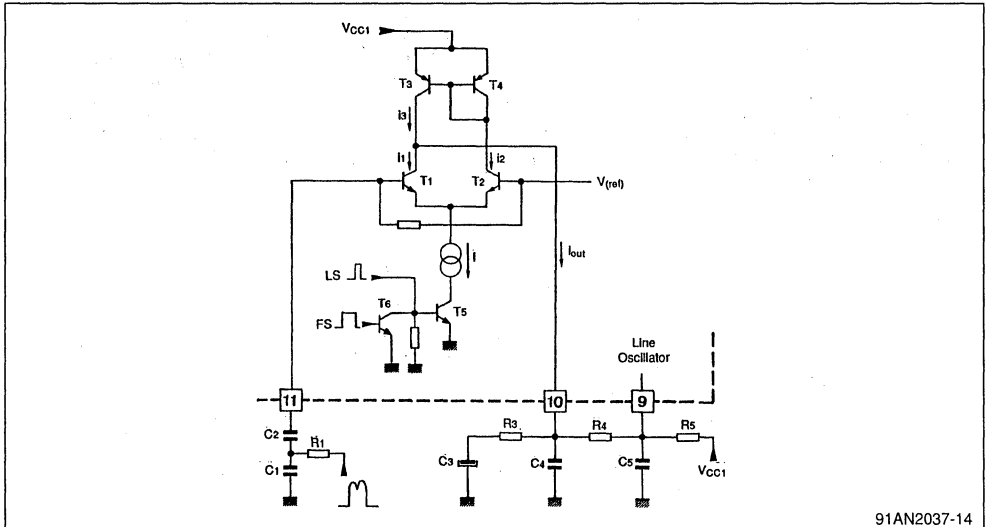 VCC1
T3
T4
i3
i1
i2
T1
T2
V(ref)
i
Iout
LS
T6
T5
FS
Line
Oscillator
11
10
9
C2
R1
C1
R3
R4
R5
C3
C4
C5
VCC1
91AN2037-14